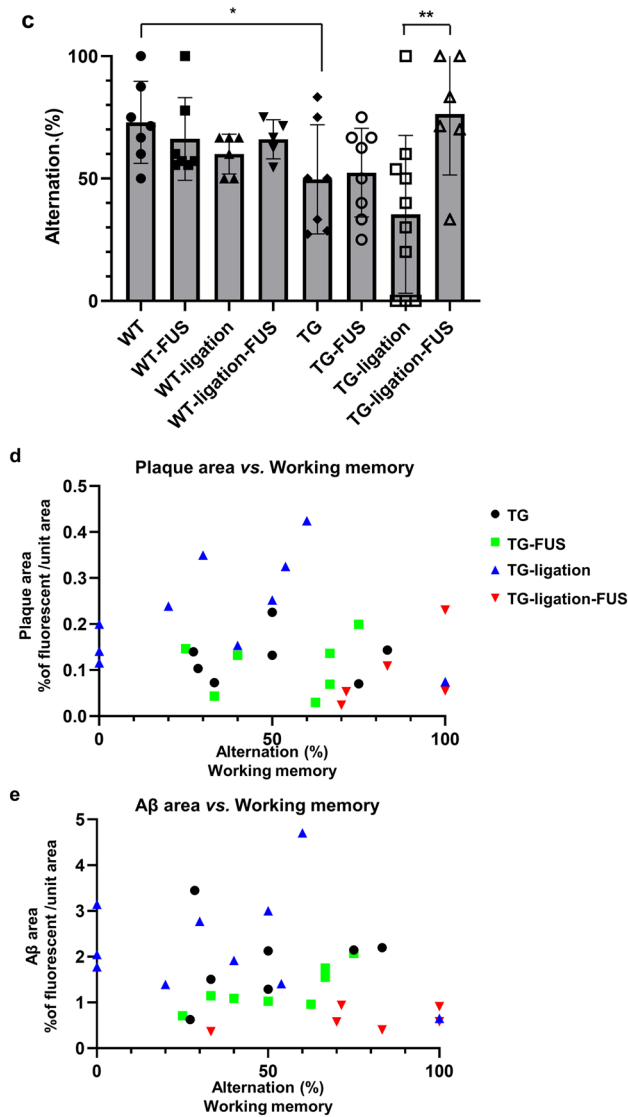 c
*
**
100
50
0
Alternation.(%)
WT
WT-FUS
WT-ligation
WT-ligation-FUS
TG
TG-FUS
TG-ligation
TG-ligation-FUS
d
Plaque area vs. Working memory
0.5
0.4
0.3
0.2
0.1
0.0
Plaque area
%of fluorescent /unit area
0
50
100
Alternation (%)
Working memory
TG
TG-FUS
TG-ligation
TG-ligation-FUS
e
Aβ area vs. Working memory
5
4
3
2
1
0
Aβ area
%of fluorescent /unit area
0
50
100
Alternation (%)
Working memory